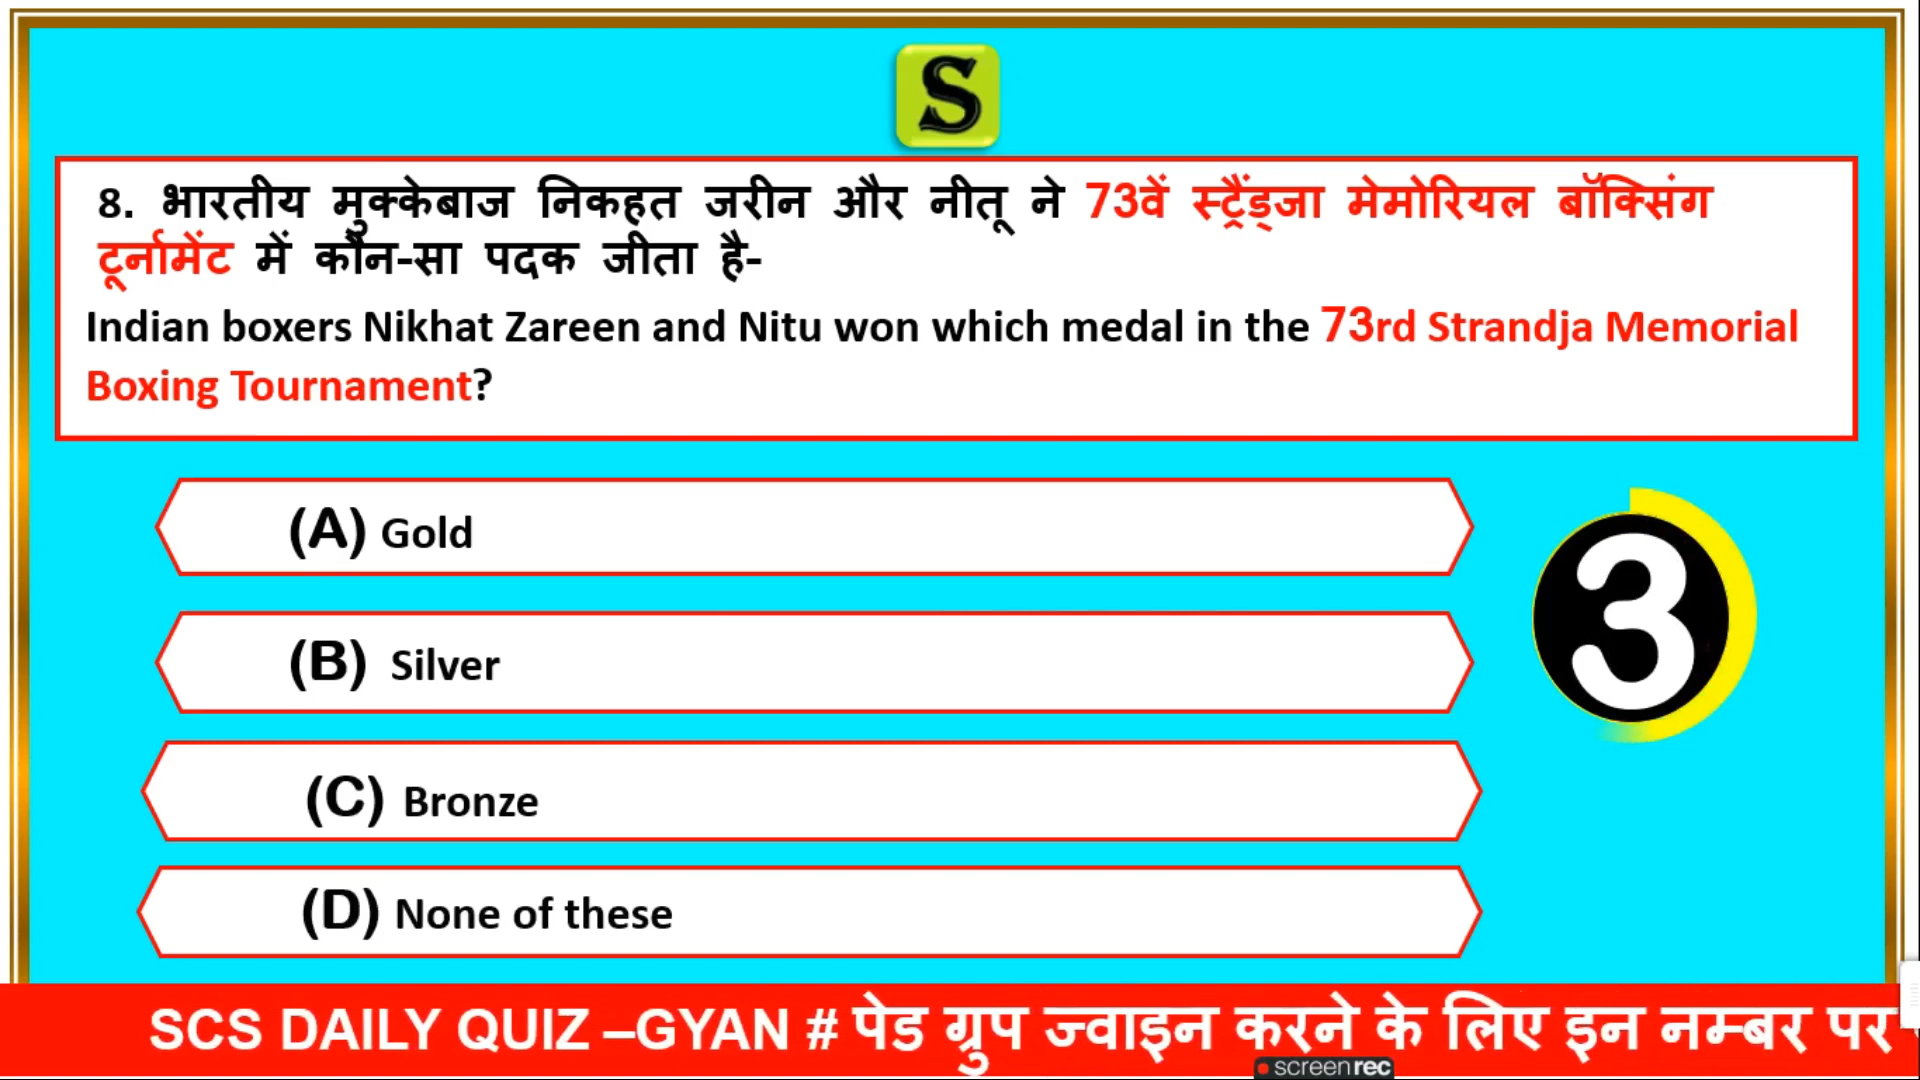 S
8. भारतीय मुक्केबाज निकहत जरीन और नीतू ने 73वें स्ट्रैंड्जा मेमोरियल बॉक्सिंग
टूर्नामेंट में कौन-सा पदक जीता है-
Indian boxers Nikhat Zareen and Nitu won which medal in the 73rd Strandja Memorial
Boxing Tournament?
(A) Gold
3
(B) Silver
(C) Bronze
(D) None of these
SCS DAILY QUIZ –GYAN # पेड ग्रुप ज्वाइन करने के लिए इन नम्बर पर
screenrec